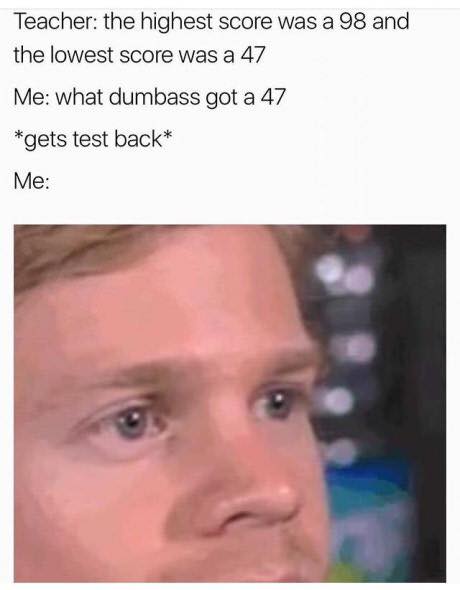 Teacher: the highest score was a 98 and
the lowest score was a 47
Me: what dumbass got a 47
*gets test back*
Me: